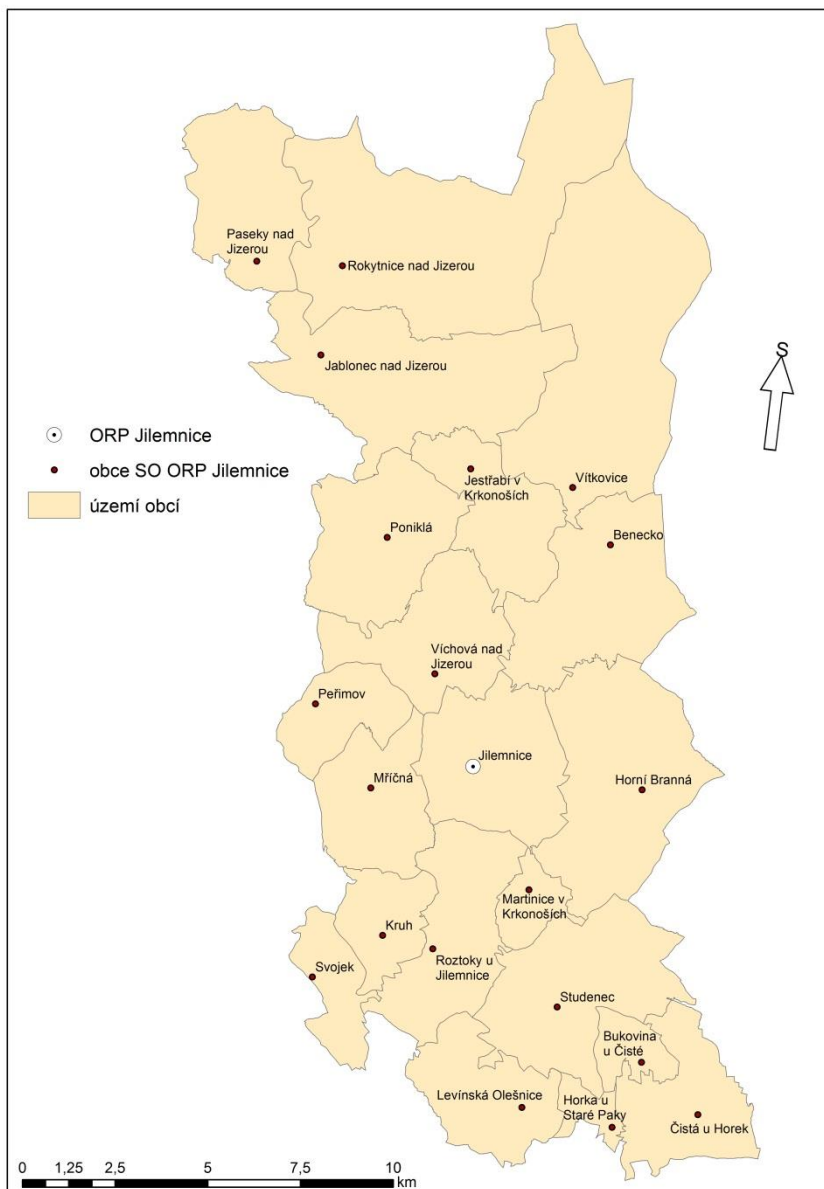 Paseky nad
Jizerou
Rokytnice nad Jizerou
Jablonec nad Jizerou
S
ORP Jilemnice
obce SO ORP Jilemnice
území obcí
Jestřabí v
Krkonoších
Vítkovice
Poniklá
Benecko
Víchová nad
Jizerou
Peřimov
Jilemnice
Mříčná
Horní Branná
Martinice v
Krkonoších
Kruh
Roztoky u
Jilemnice
Svojek
Studenec
Bukovina
u Čisté
Levínská Olešnice
Horka u
Staré Paky
Čistá u Horek
0 1,25 2,5 5 7,5 10
km